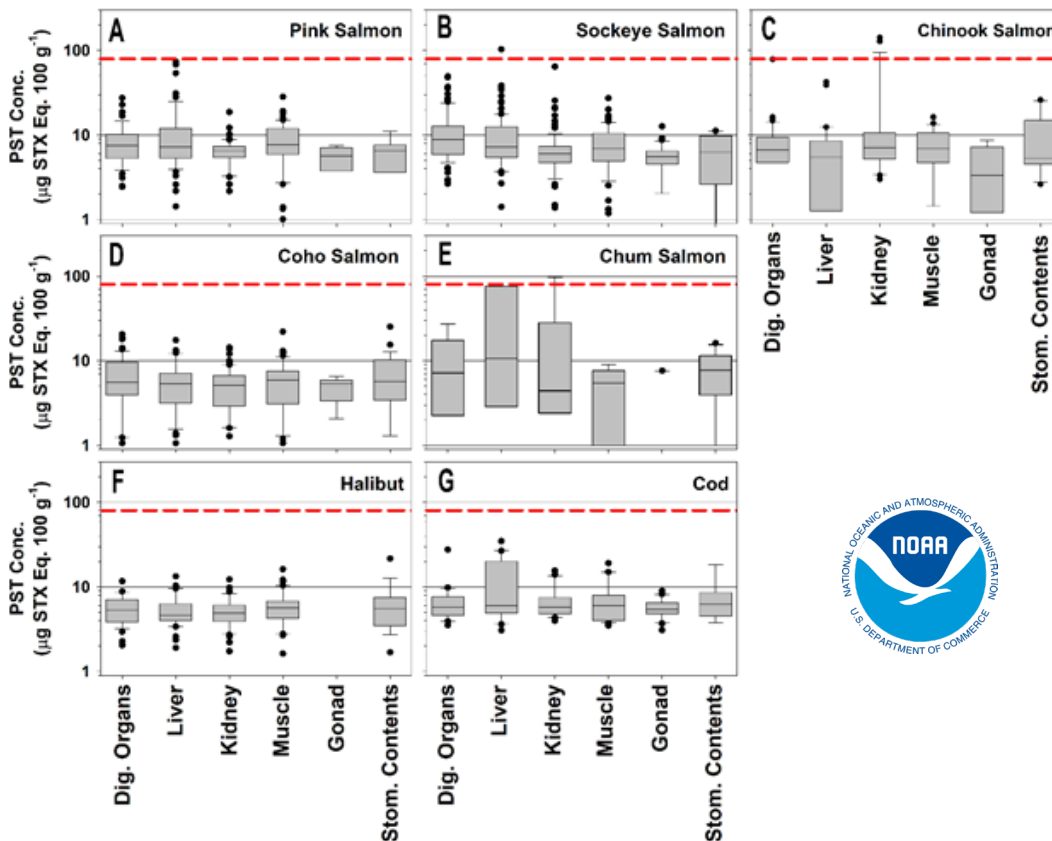 A
Pink Salmon
B
Sockeye Salmon
C
Chinook Salmon
PST Conc.
(µg STX Eq. 100 g⁻¹)
100
10
1
Dig. Organs
Liver
Kidney
Muscle
Gonad
Stom. Contents
D
Coho Salmon
E
Chum Salmon
PST Conc.
(µg STX Eq. 100 g⁻¹)
100
10
1
F
Halibut
G
Cod
PST Conc.
(µg STX Eq. 100 g⁻¹)
100
10
1
Dig. Organs
Liver
Kidney
Muscle
Gonad
Stom. Contents
Dig. Organs
Liver
Kidney
Muscle
Gonad
Stom. Contents
NATIONAL OCEANIC AND ATMOSPHERIC ADMINISTRATION
NOAA
U.S. DEPARTMENT OF COMMERCE